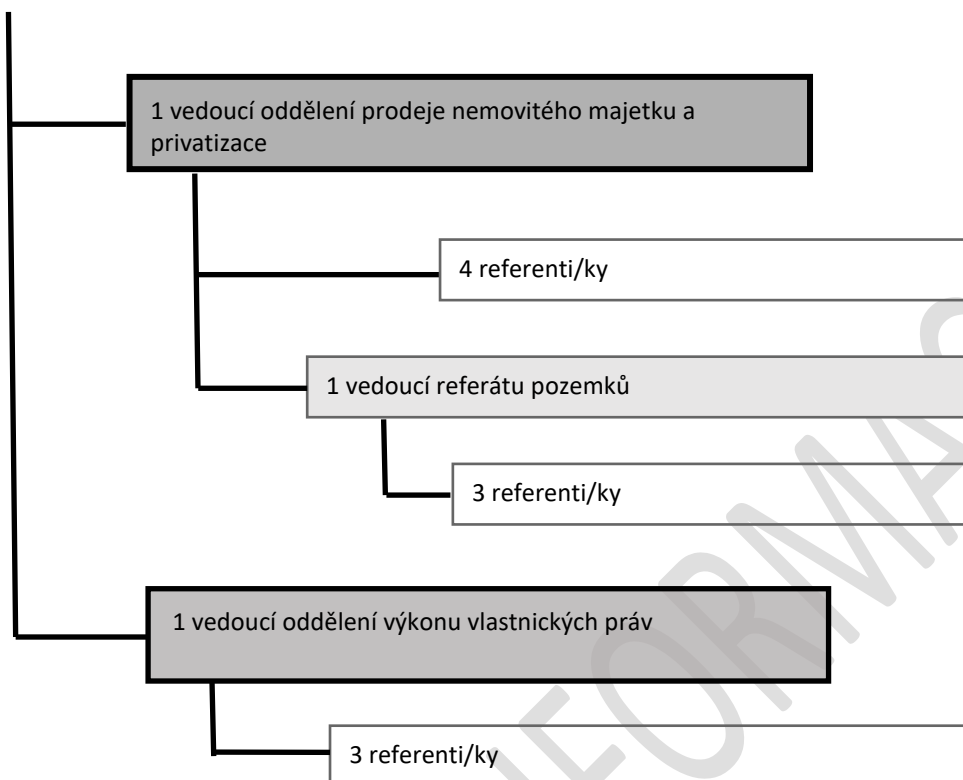 1 vedoucí oddělení prodeje nemovitého majetku a
privatizace
4 referenti/ky
1 vedoucí referátu pozemků
3 referenti/ky
1 vedoucí oddělení výkonu vlastnických práv
3 referenti/ky